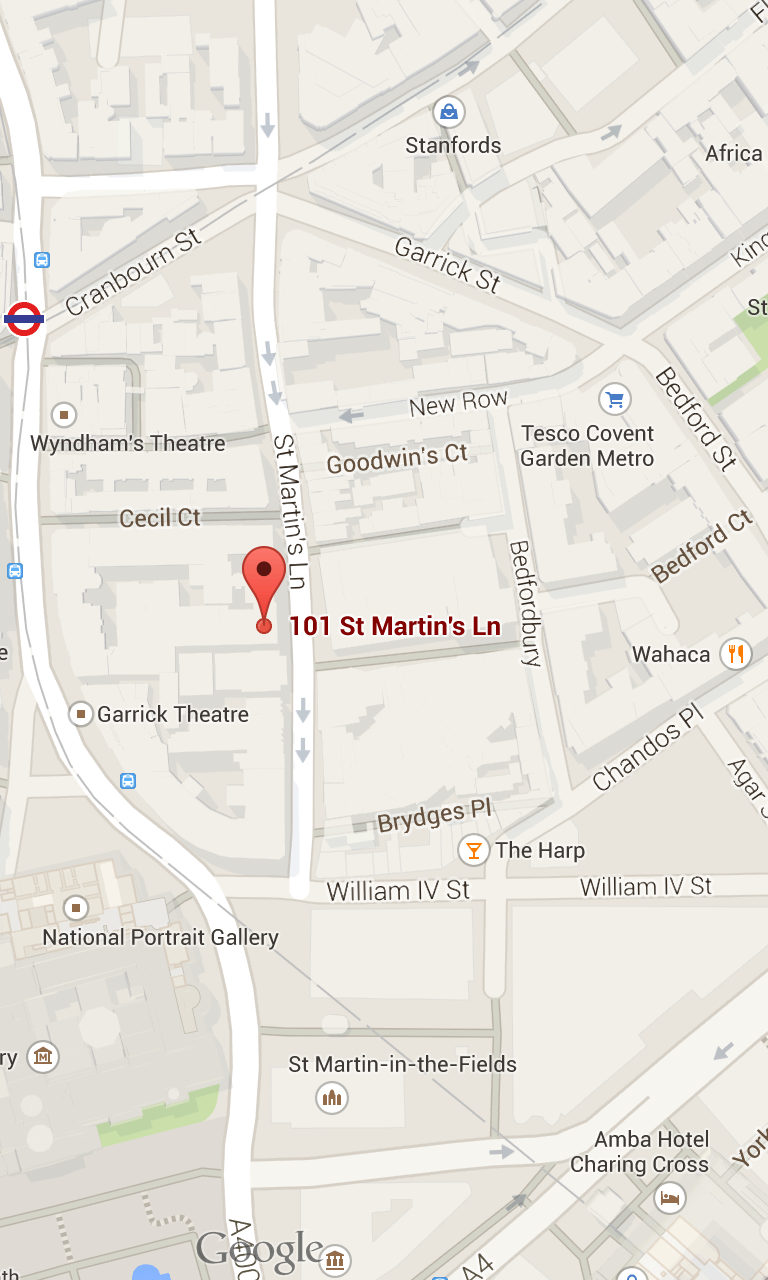 Stanfords
Africa
Garrick St
Cranbourn St
King
St
New Row
Bedford St
Tesco Covent
Garden Metro
Wyndham's Theatre
Goodwin's Ct
St Martin's Ln
Cecil Ct
Bedford Ct
Bedfordbury
101 St Martin's Ln
Wahaca
Garrick Theatre
Chandos Pl
Agar S
Brydges Pl
The Harp
William IV St
William IV St
National Portrait Gallery
ry
St Martin-in-the-Fields
Amba Hotel
Charing Cross
York
A400
Google
A4